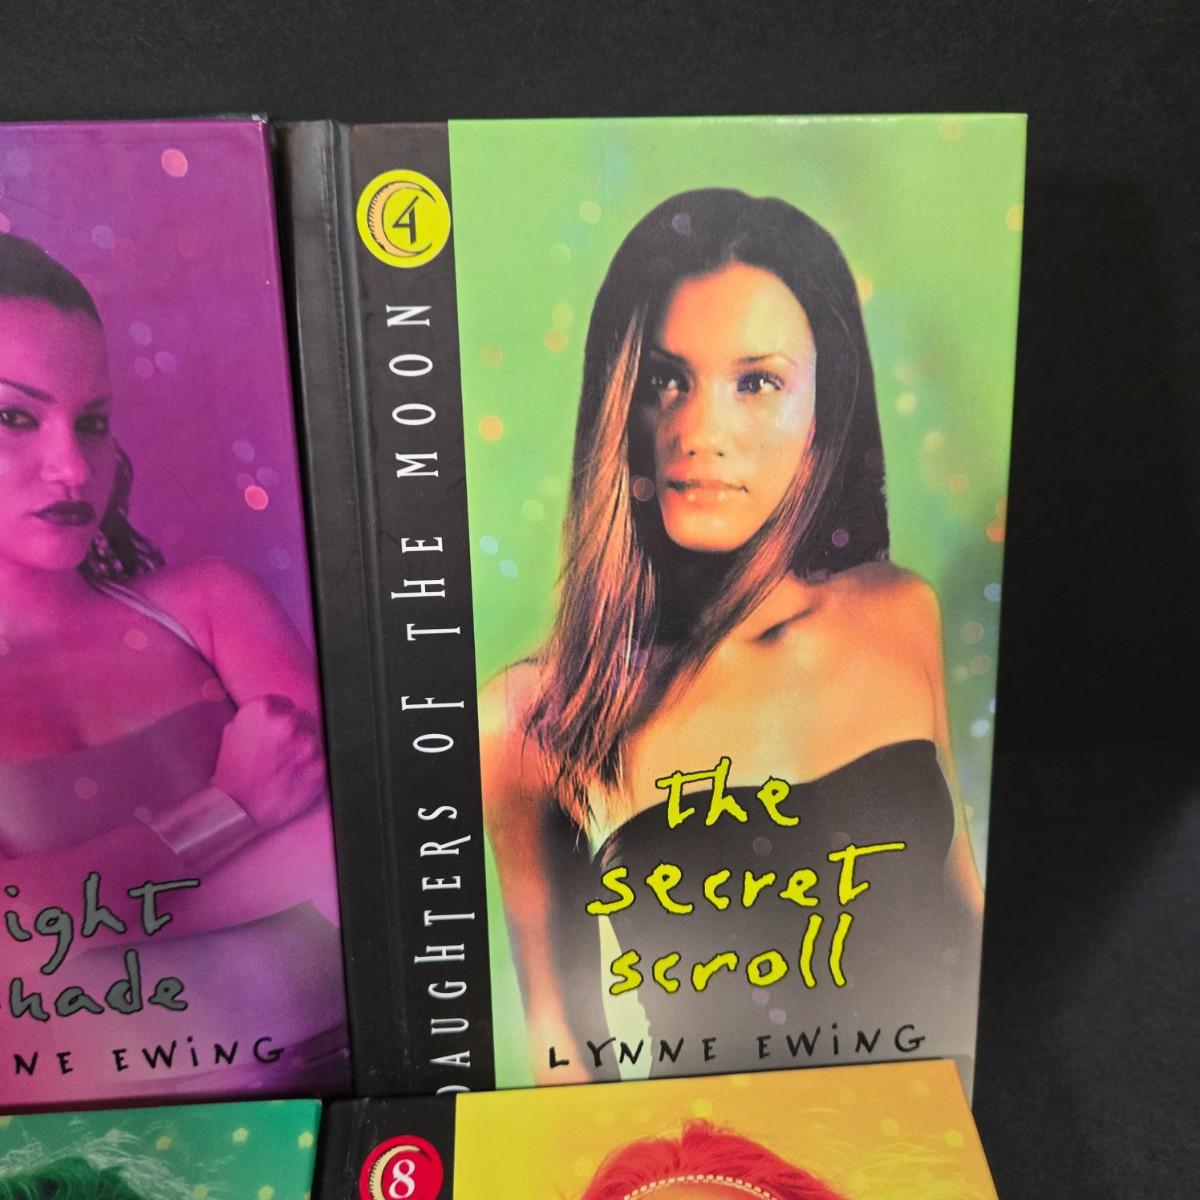 4
DAUGHTERS OF THE MOON
the
secret
scroll
LYNNE EWING
ight
hade
NE EWING
8